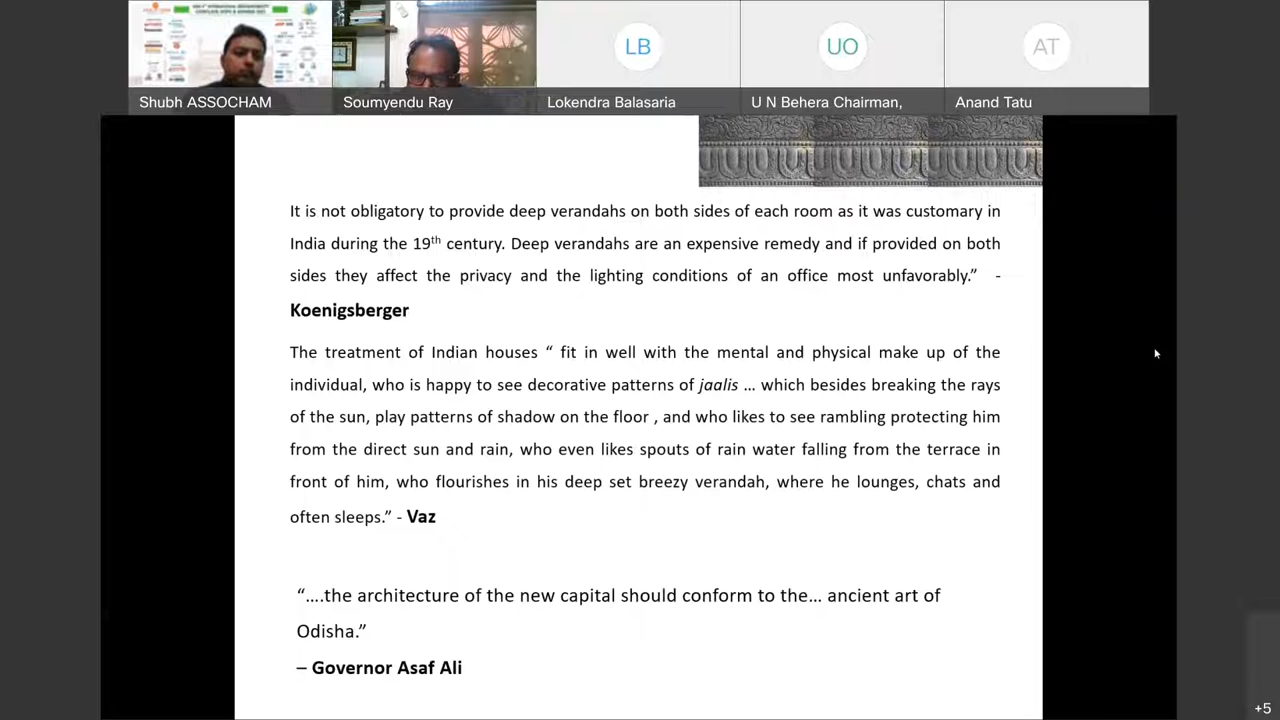 Shubh ASSOCHAM
Soumyendu Ray
LB
Lokendra Balasaria
UO
U N Behera Chairman,
AT
Anand Tatu
It is not obligatory to provide deep verandahs on both sides of each room as it was customary in
India during the 19th century. Deep verandahs are an expensive remedy and if provided on both
sides they affect the privacy and the lighting conditions of an office most unfavorably.” -
Koenigsberger
The treatment of Indian houses “ fit in well with the mental and physical make up of the
individual, who is happy to see decorative patterns of jaalis … which besides breaking the rays
of the sun, play patterns of shadow on the floor , and who likes to see rambling protecting him
from the direct sun and rain, who even likes spouts of rain water falling from the terrace in
front of him, who flourishes in his deep set breezy verandah, where he lounges, chats and
often sleeps.” - Vaz
“….the architecture of the new capital should conform to the… ancient art of
Odisha.”
– Governor Asaf Ali
+5